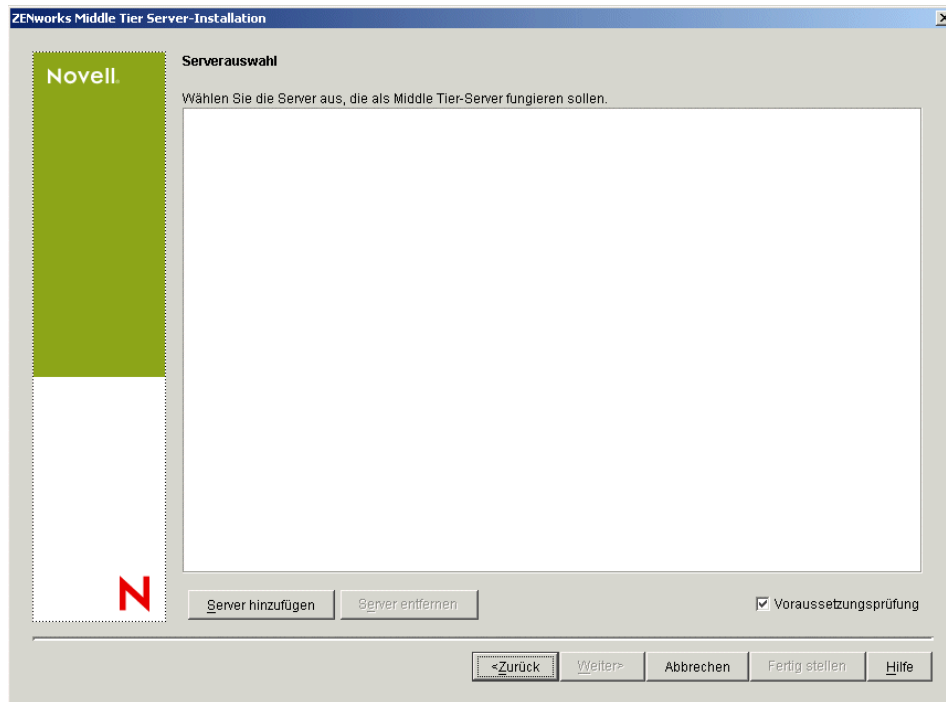 ZENworks Middle Tier Server-Installation
Novell.
Serverauswahl
Wählen Sie die Server aus, die als Middle Tier-Server fungieren sollen.
N
Server hinzufügen
Server entfernen
Voraussetzungsprüfung
<Zurück
Weiter>
Abbrechen
Fertig stellen
Hilfe